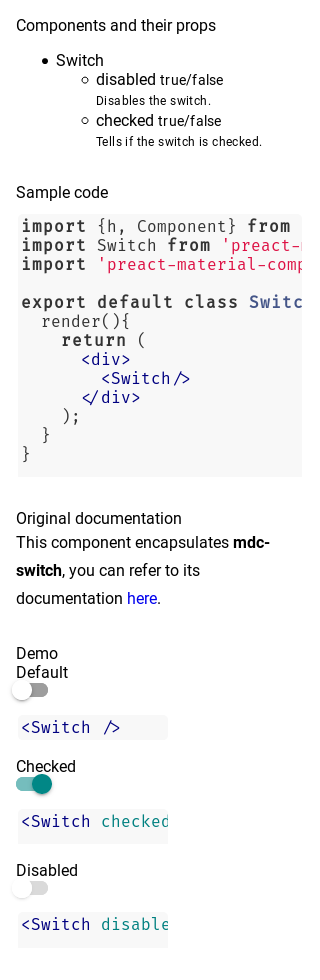 Components and their props
Switch
disabled true/false
Disables the switch.
checked true/false
Tells if the switch is checked.
Sample code
import {h, Component} from
import Switch from 'preact-
import 'preact-material-comp
export default class Switc
render(){
return (
<div>
<Switch/>
</div>
);
}
}
Original documentation
This component encapsulates mdc-
switch, you can refer to its
documentation here.
Demo
Default
<Switch />
Checked
<Switch checked
Disabled
<Switch disable